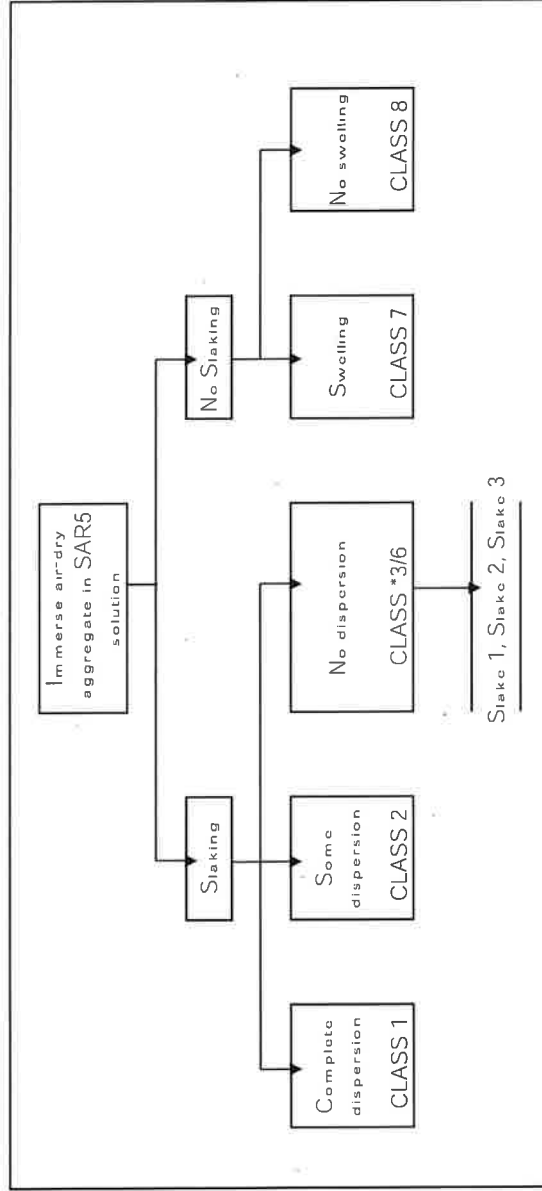 Immerse air-dry
aggregate in SAR5
solution
Slaking
No Slaking
Complete
dispersion
CLASS 1
Some
dispersion
CLASS 2
No dispersion
CLASS *3/6
Swelling
CLASS 7
No swelling
CLASS 8
Slake 1, Slake 2, Slake 3